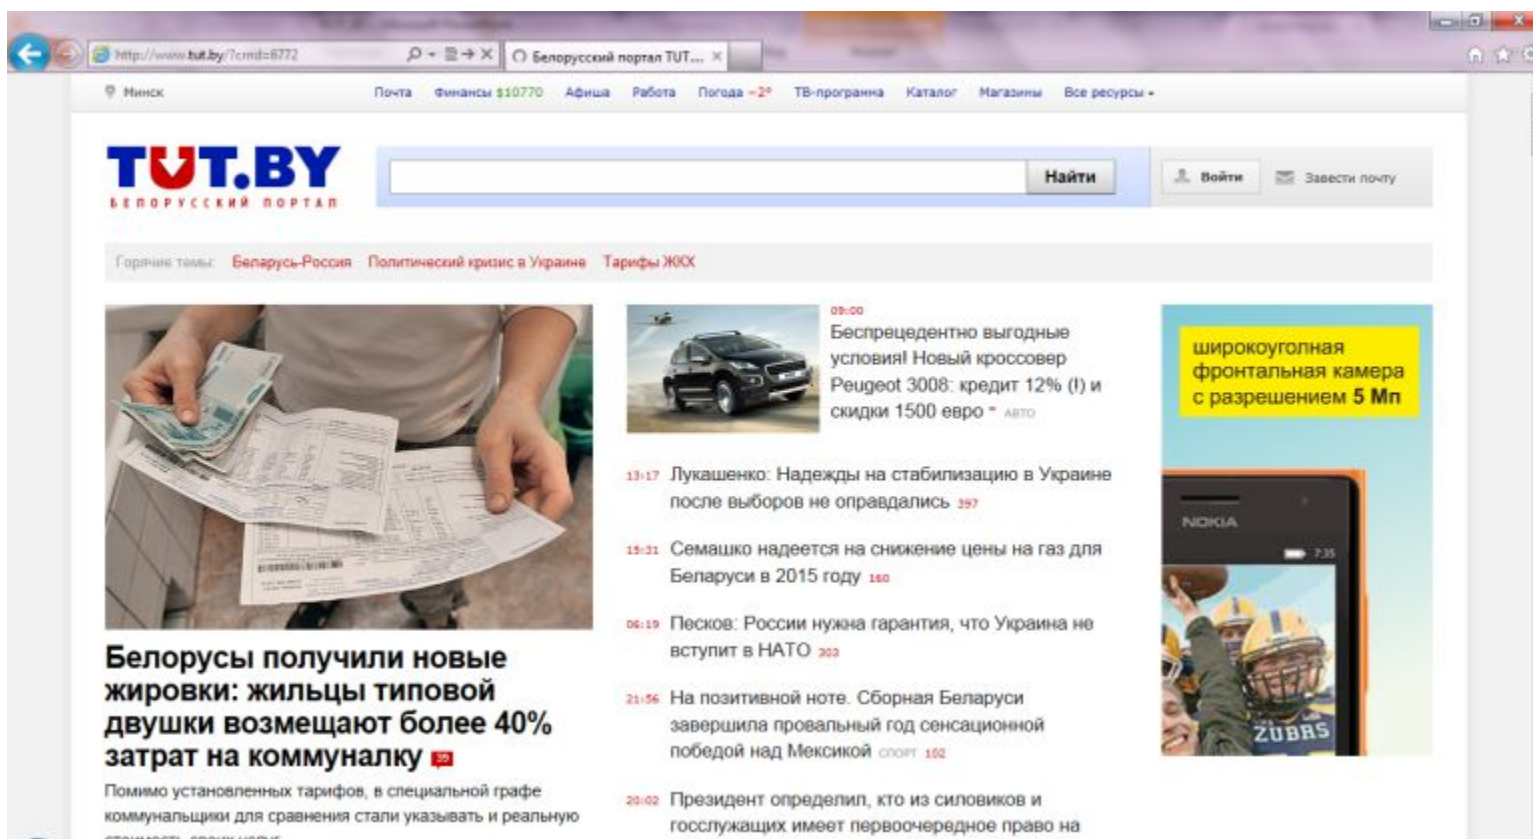 http://www.tut.by/?cmd=6772
Белорусский портал TUT...
Минск
Почта Финансы $10770 Афиша Работа Погода -2° ТВ-программа Каталог Магазины Все ресурсы
TUT.BY
БЕЛОРУССКИЙ ПОРТАЛ
Найти
Войти
Завести почту
Горячие темы: Беларусь-Россия Политический кризис в Украине Тарифы ЖКХ
Белорусы получили новые
жировки: жильцы типовой
двушки возмещают более 40%
затрат на коммуналку 39
Помимо установленных тарифов, в специальной графе
коммунальщики для сравнения стали указывать и реальную
стоимость своих услуг
09:00
Беспрецедентно выгодные
условия! Новый кроссовер
Peugeot 3008: кредит 12% (!) и
скидки 1500 евро АВТО
13:17 Лукашенко: Надежды на стабилизацию в Украине
после выборов не оправдались 397
15:31 Семашко надеется на снижение цены на газ для
Беларуси в 2015 году 160
06:19 Песков: России нужна гарантия, что Украина не
вступит в НАТО 303
21:56 На позитивной ноте. Сборная Беларуси
завершила провальный год сенсационной
победой над Мексикой СПОРТ 102
20:02 Президент определил, кто из силовиков и
госслужащих имеет первоочередное право на
широкоуголная
фронтальная камера
с разрешением 5 Мп
NOKIA
7:35
ZUBRS